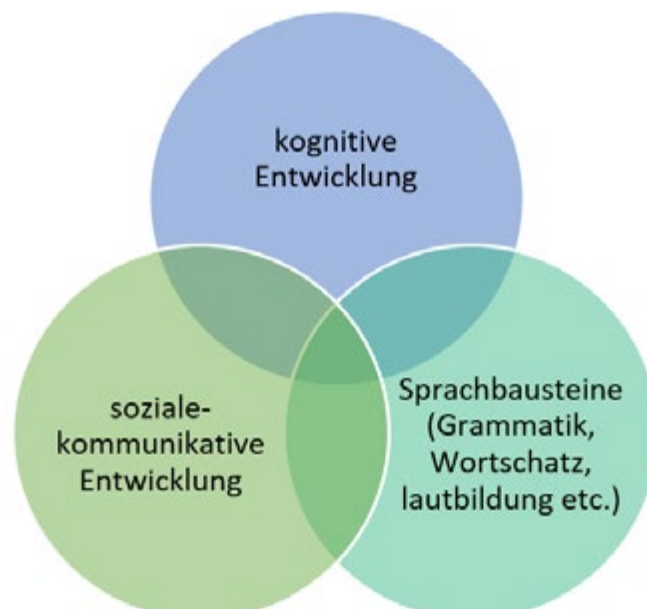 kognitive
Entwicklung
soziale-
kommunikative
Entwicklung
Sprachbausteine
(Grammatik,
Wortschatz,
lautbildung etc.)